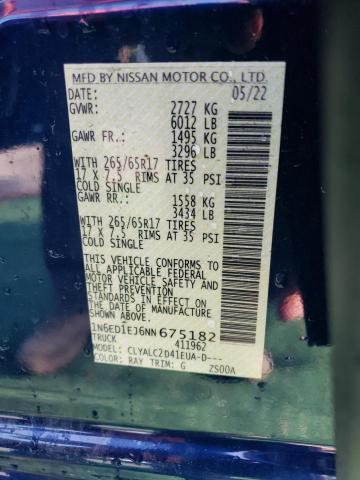 MFD BY NISSAN MOTOR CO., LTD.
DATE: 05/22
GVWR: 2727 KG
6012 LB
GAWR FR.: 1495 KG
3296 LB
WITH 265/65R17 TIRES
17 X 7.5 RIMS AT 35 PSI
COLD SINGLE
GAWR RR.: 1558 KG
3434 LB
WITH 265/65R17 TIRES
17 X 7.5 RIMS AT 35 PSI
COLD SINGLE
THIS VEHICLE CONFORMS TO
ALL APPLICABLE FEDERAL
MOTOR VEHICLE SAFETY AND
THEFT PREVENTION
STANDARDS IN EFFECT ON
THE DATE OF MANUFACTURE
SHOWN ABOVE.
1N6ED1EJ6NN675182
TRUCK 411962
MODEL: CLYALC2D41EUA-D---
COLOR: RAY TRIM: G ZS00A